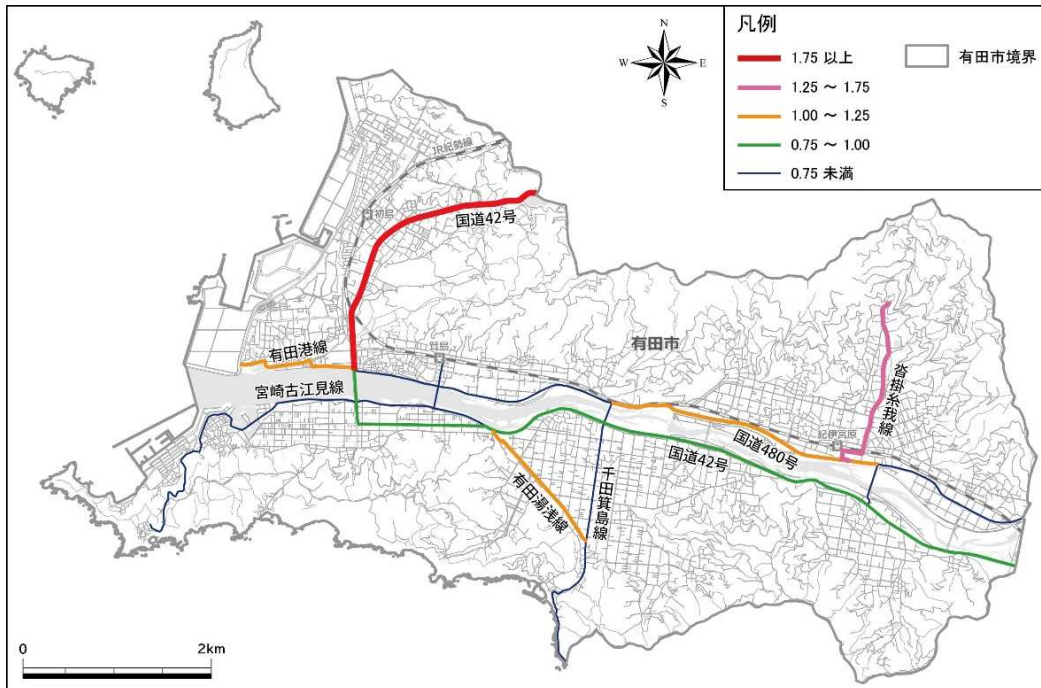 凡例
1.75 以上
1.25 ～ 1.75
1.00 ～ 1.25
0.75 ～ 1.00
0.75 未満
有田市境界
N
W
E
S
JR紀勢線
初島
国道42号
有田港線
箕島
有田市
宮崎古江見線
沓掛糸我線
紀伊宮原
国道480号
国道42号
有田湯浅線
千田箕島線
0
2km